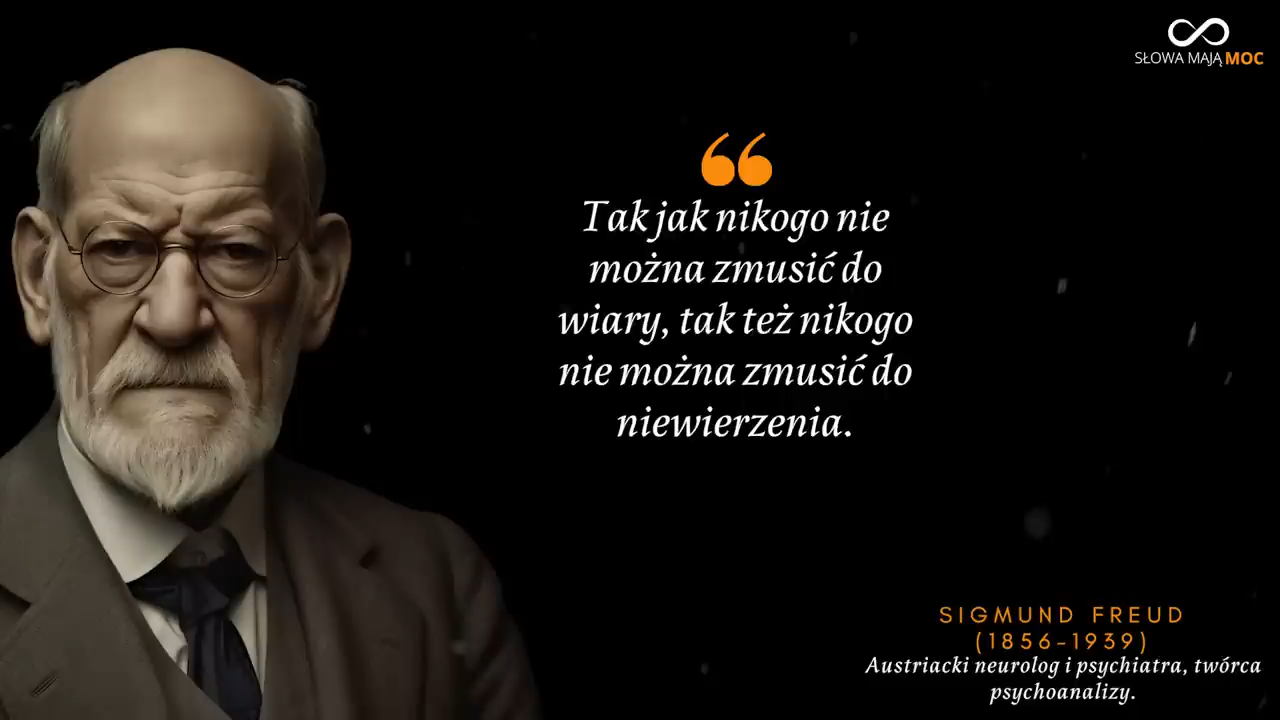 SŁOWA MAJĄ MOC
Tak jak nikogo nie
można zmusić do
wiary, tak też nikogo
nie można zmusić do
niewierzenia.
SIGMUND FREUD
(1856-1939)
Austriacki neurolog i psychiatra, twórca
psychoanalizy.